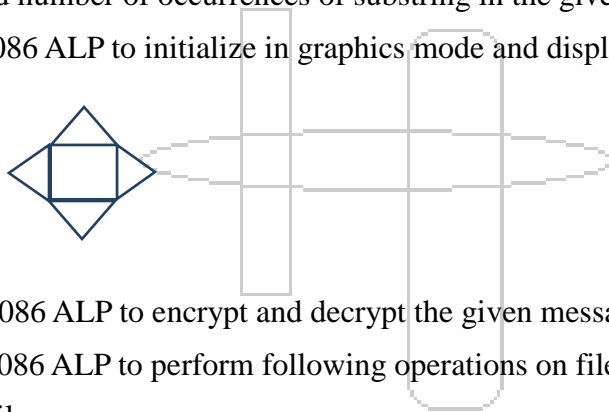 number of occurrences of substring in the give
086 ALP to initialize in graphics mode and displ
086 ALP to encrypt and decrypt the given messa
086 ALP to perform following operations on file